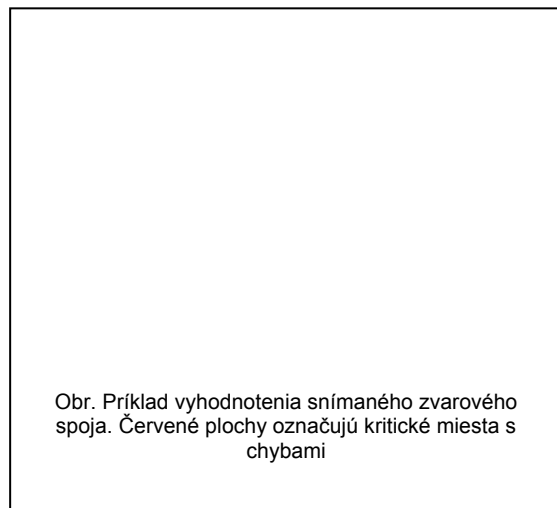 Obr. Príklad vyhodnotenia snímaného zvarového
spoja. Červené plochy označujú kritické miesta s
chybami